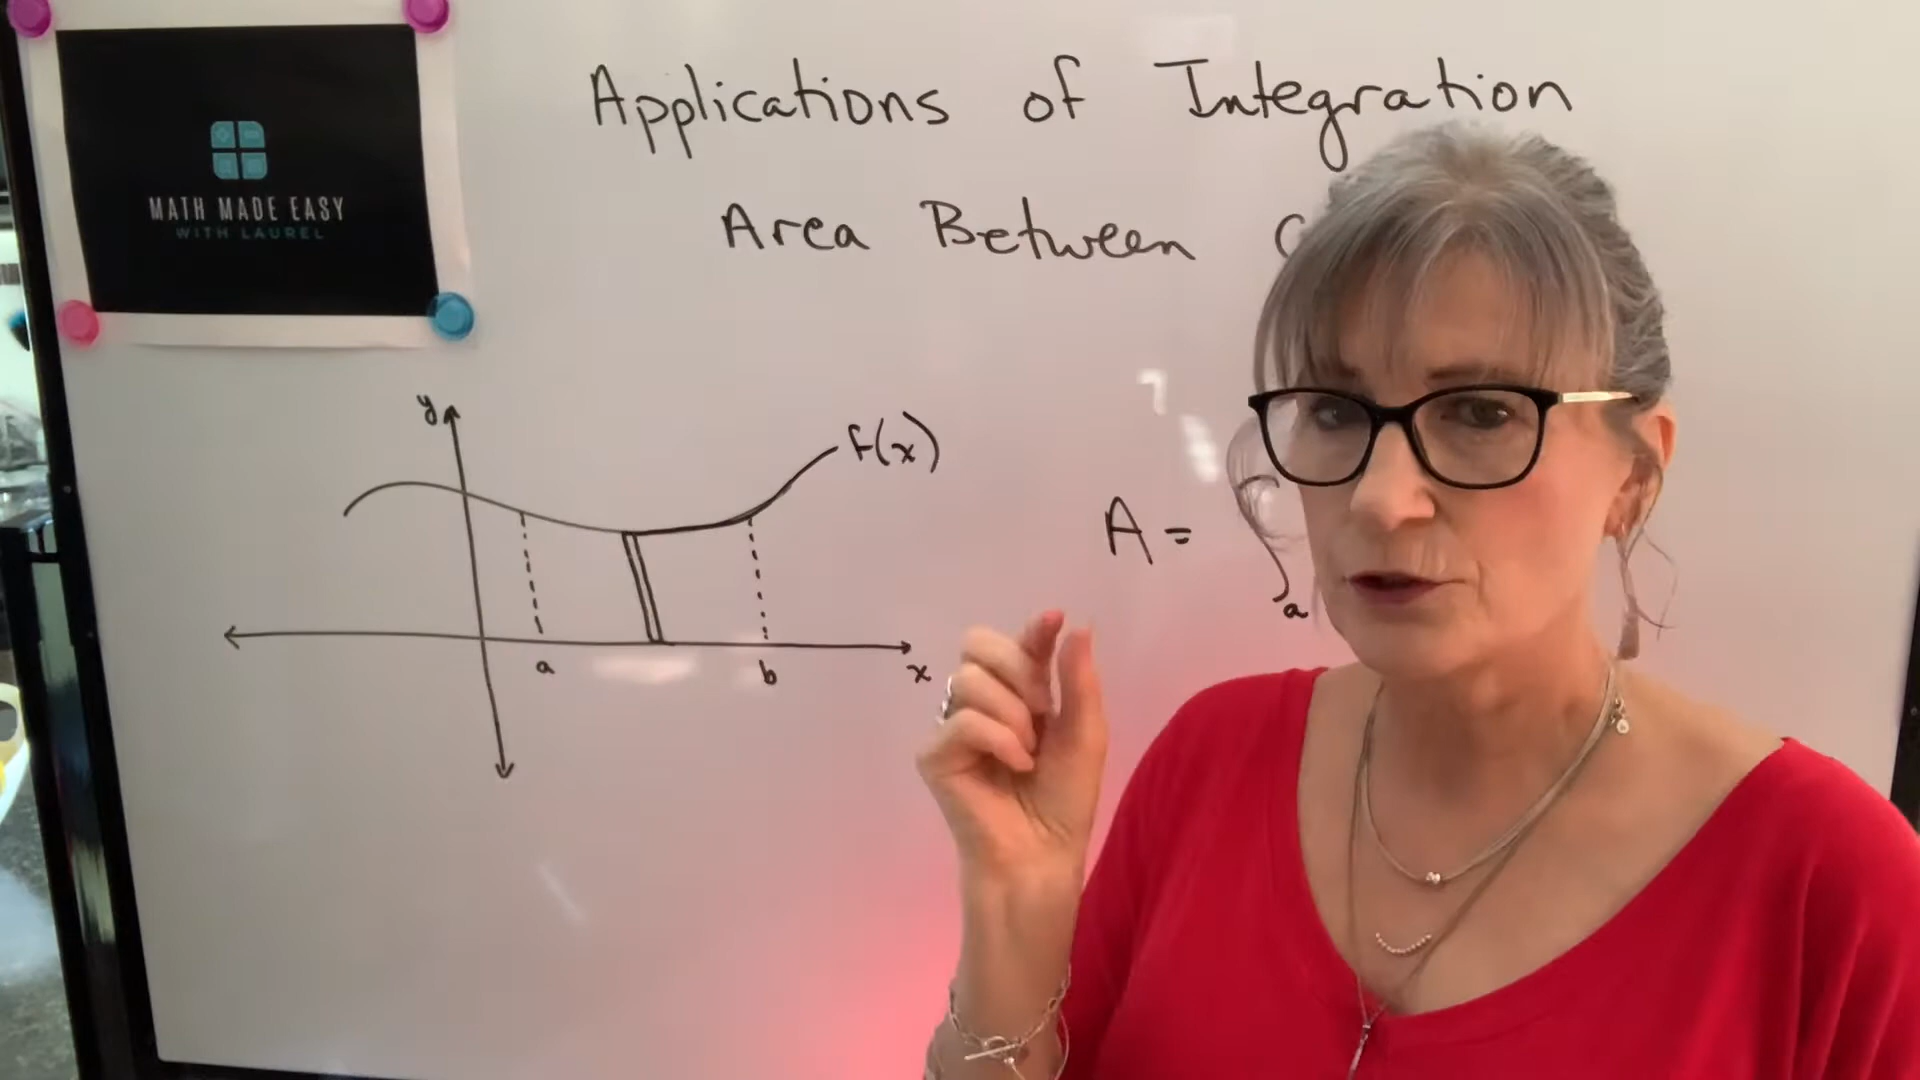 Applications of Integration
MATH MADE EASY
WITH LAUREL
Area Between
y
f(x)
A = ∫
a
a
b
x